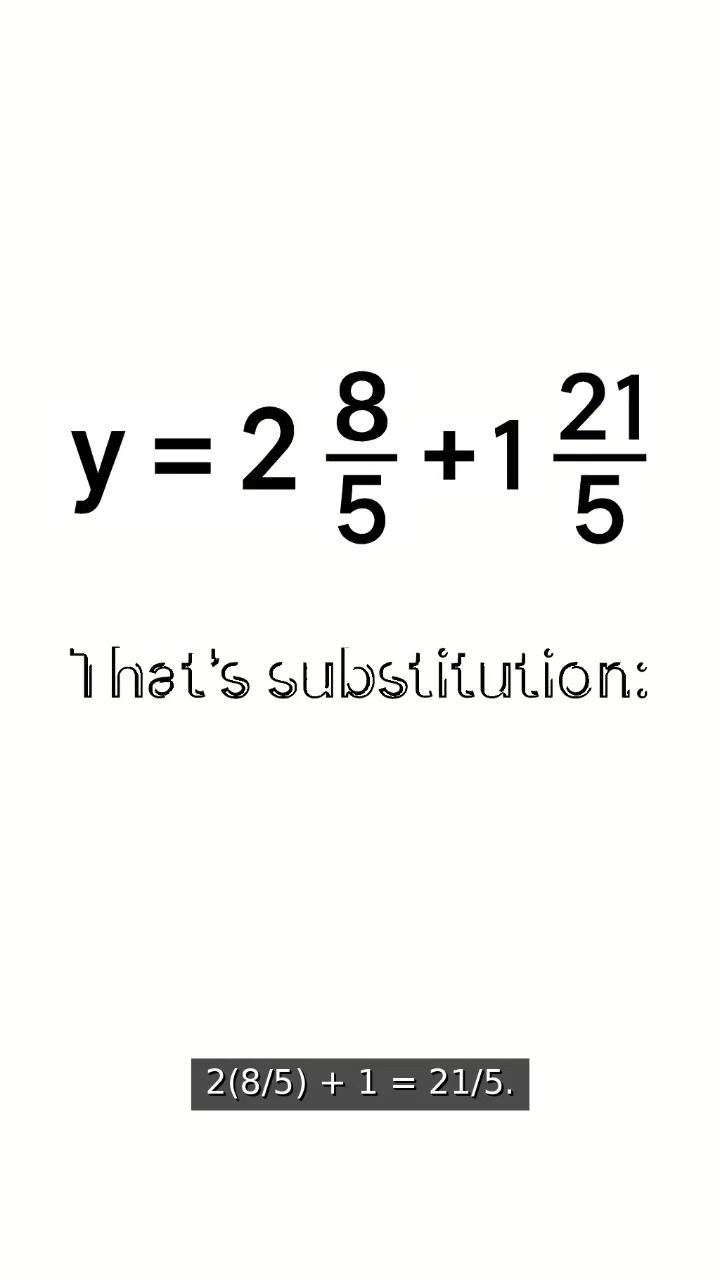 y = 2 8/5 + 1 21/5
That's substitution:
2(8/5) + 1 = 21/5.